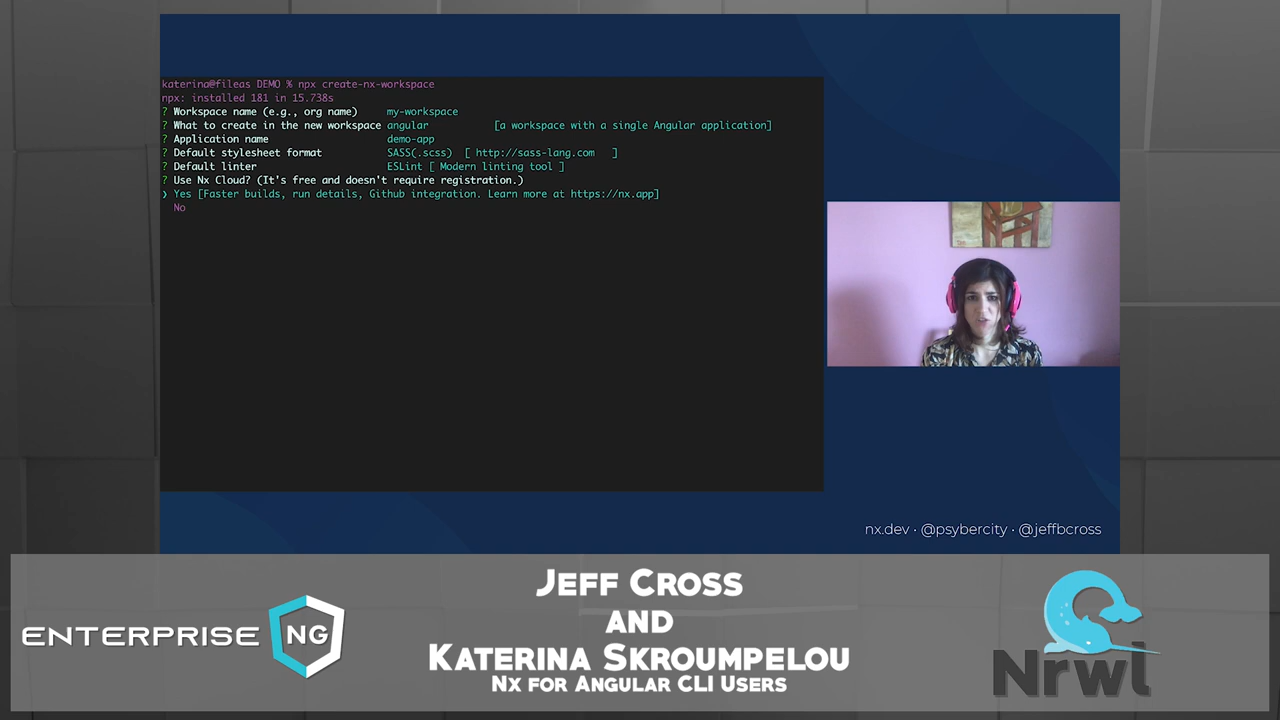 katerina@fileas DEMO % npx create-nx-workspace
npx: installed 181 in 15.738s
? Workspace name (e.g., org name) my-workspace
? What to create in the new workspace angular [a workspace with a single Angular application]
? Application name demo-app
? Default stylesheet format SASS(.scss) [ http://sass-lang.com ]
? Default linter ESLint [ Modern linting tool ]
? Use Nx Cloud? (It's free and doesn't require registration.)
❯ Yes [Faster builds, run details, Github integration. Learn more at https://nx.app]
No
nx.dev · @psybercity · @jeffbcross
ENTERPRISE NG
Jeff Cross
and
Katerina Skroumpelou
Nx for Angular CLI Users
Nrwl